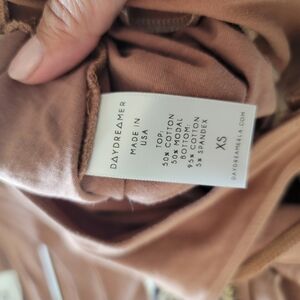 DAYDREAMER
MADE IN
USA
TOP:
50% COTTON
50% MODAL
BOTTOM:
95% COTTON
5% SPANDEX
XS
DAYDREAMERLA.COM